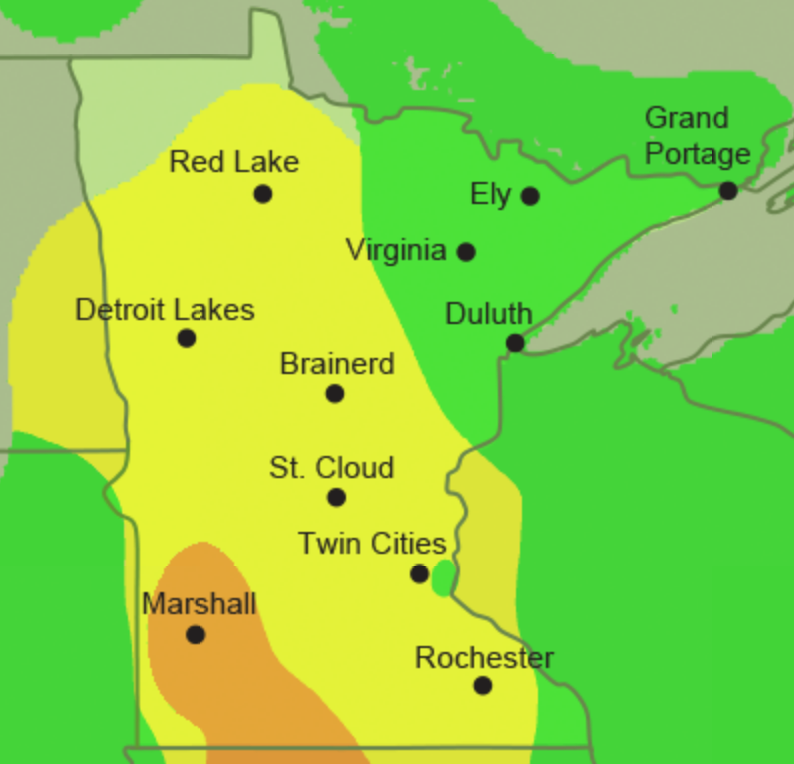 Grand
Portage
Red Lake
Ely
Virginia
Detroit Lakes
Duluth
Brainerd
St. Cloud
Twin Cities
Marshall
Rochester